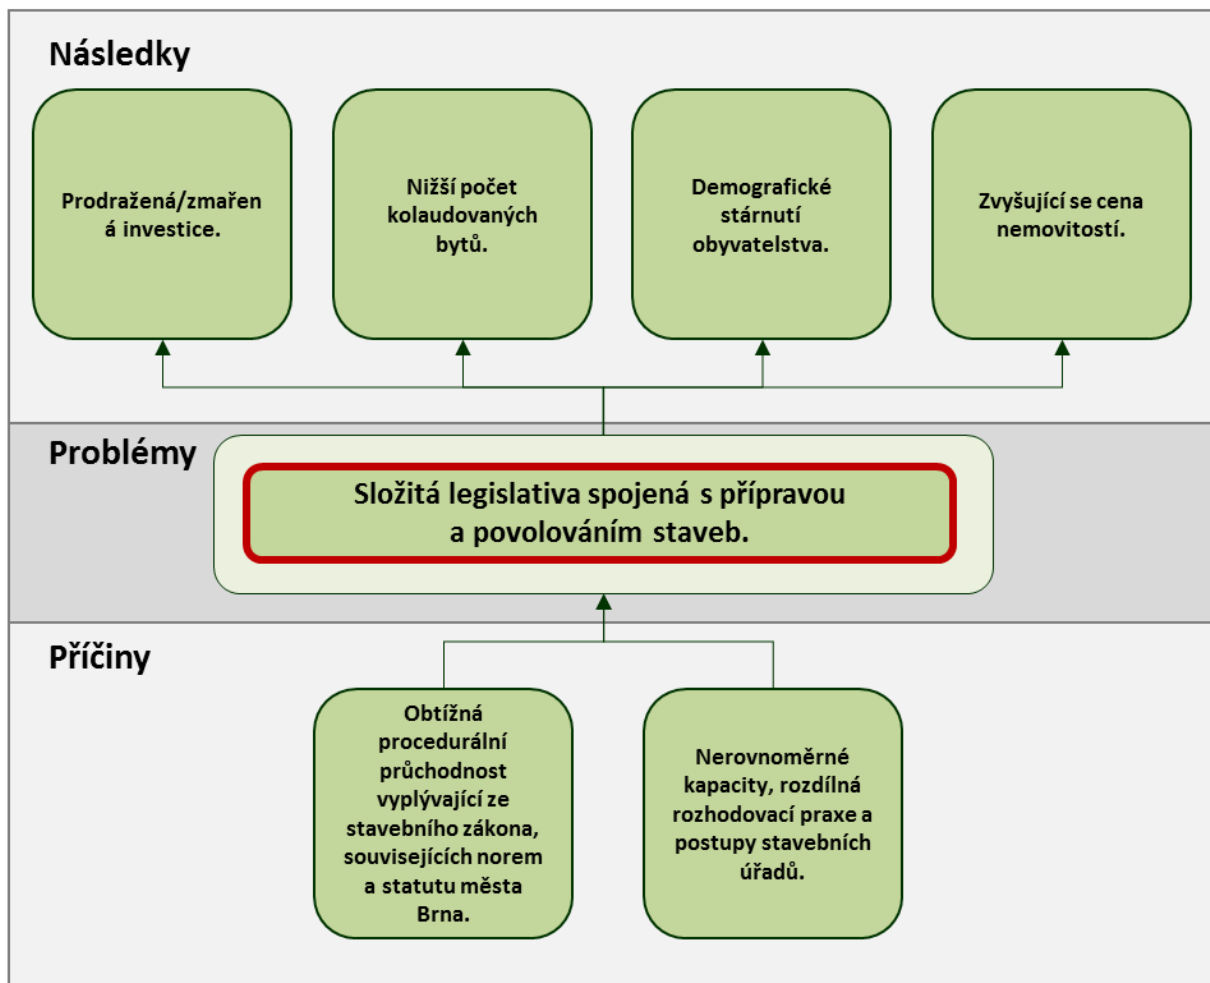 Následky
Prodražená/zmařen
á investice.
Nižší počet
kolaudovaných
bytů.
Demografické
stárnutí
obyvatelstva.
Zvyšující se cena
nemovitostí.
Problémy
Složitá legislativa spojená s přípravou
a povolováním staveb.
Příčiny
Obtížná
procedurální
průchodnost
vyplývající ze
stavebního zákona,
souvisejících norem
a statutu města
Brna.
Nerovnoměrné
kapacity, rozdílná
rozhodovací praxe a
postupy stavebních
úřadů.